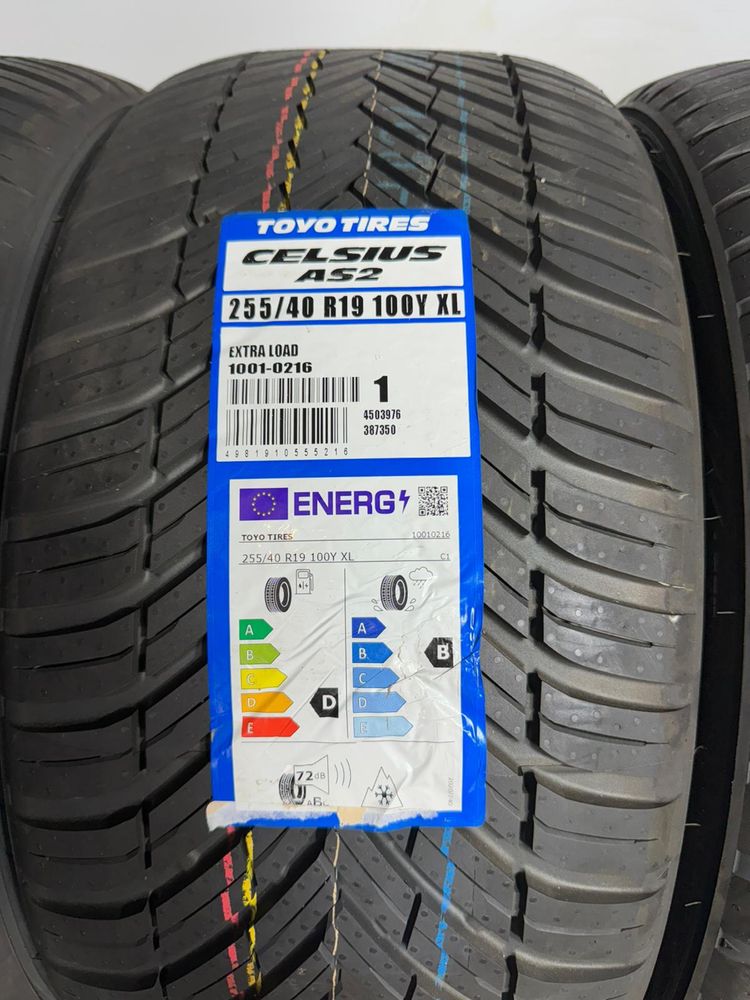 TOYO TIRES
CELSIUS
AS2
255/40 R19 100Y XL
EXTRA LOAD
1001-0216
1
4503976
387350
4981910555216
ENERG
TOYO TIRES 10010216
255/40 R19 100Y XL C1
A A
B B B
C C
D D D
E E
72dB
ABC